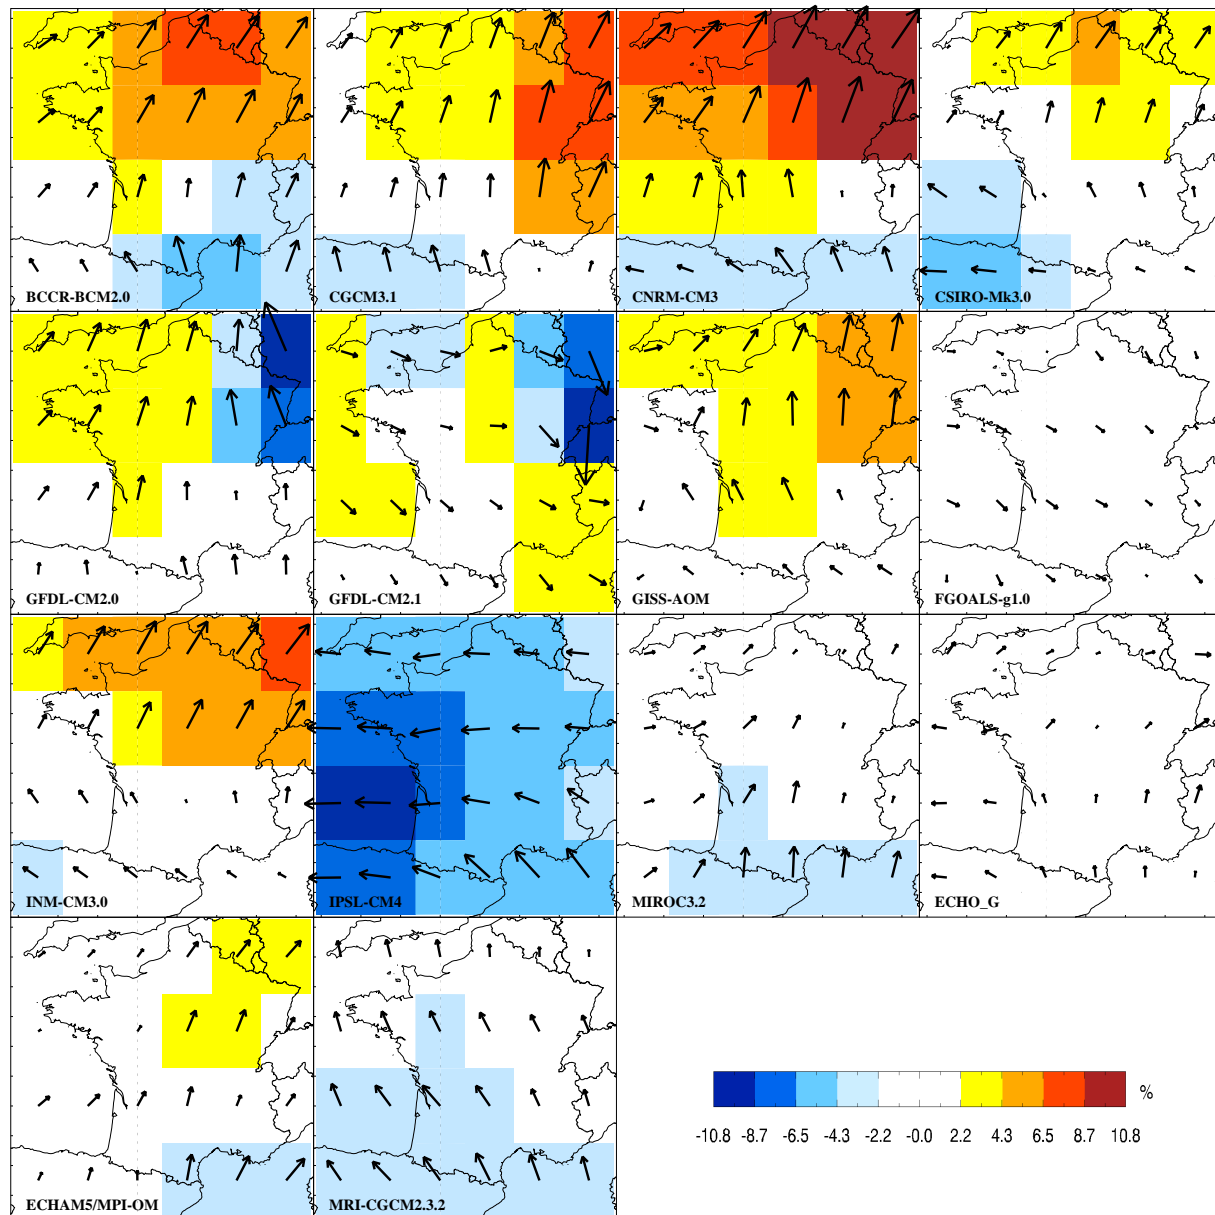 BCCR-BCM2.0 CGCM3.1 CNRM-CM3 CSIRO-Mk3.0
GFDL-CM2.0 GFDL-CM2.1 GISS-AOM FGOALS-g1.0
INM-CM3.0 IPSL-CM4 MIROC3.2 ECHO_G
ECHAM5/MPI-OM MRI-CGCM2.3.2
%
-10.8 -8.7 -6.5 -4.3 -2.2 -0.0 2.2 4.3 6.5 8.7 10.8